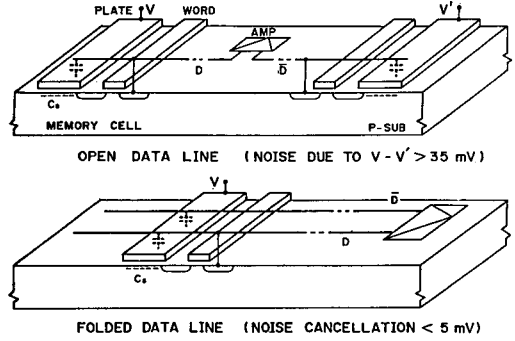 PLATE V WORD V'
AMP
D D̅
Cs
MEMORY CELL P-SUB
OPEN DATA LINE (NOISE DUE TO V - V' > 35 mV)
V
D̅
D
Cs
FOLDED DATA LINE (NOISE CANCELLATION < 5 mV)